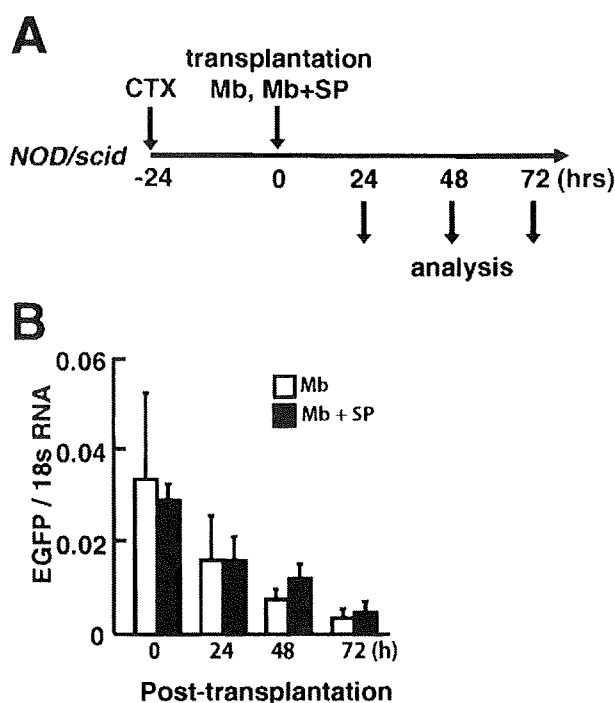 A
transplantation
CTX Mb, Mb+SP
NOD/scid
-24 0 24 48 72 (hrs)
analysis
B
0.06
0.04
0.02
0
EGFP / 18s RNA
Mb
Mb + SP
0 24 48 72 (h)
Post-transplantation